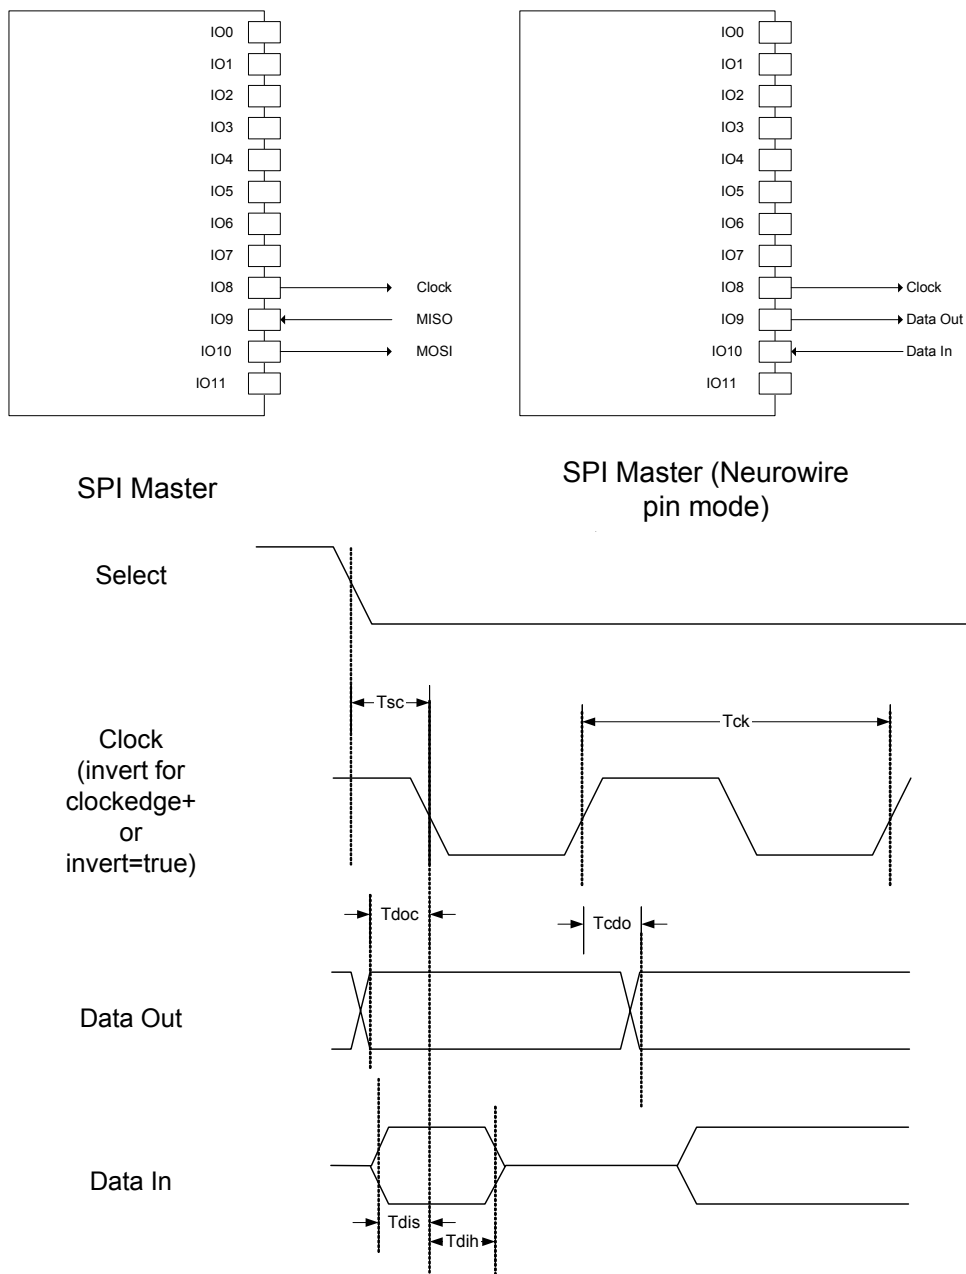 IO0
IO1
IO2
IO3
IO4
IO5
IO6
IO7
IO8
IO9
IO10
IO11
Clock
MISO
MOSI
SPI Master
IO0
IO1
IO2
IO3
IO4
IO5
IO6
IO7
IO8
IO9
IO10
IO11
Clock
Data Out
Data In
SPI Master (Neurowire
pin mode)
Select
Tsc
Tck
Clock
(invert for
clockedge+
or
invert=true)
Tdoc
Tcdo
Data Out
Data In
Tdis
Tdih